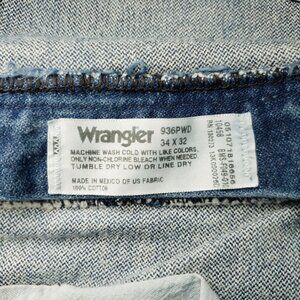 Wrangler
936PWD
34 X 32
MACHINE WASH COLD WITH LIKE COLORS,
ONLY NON-CHLORINE BLEACH WHEN NEEDED,
TUMBLE DRY LOW OR LINE DRY
MADE IN MEXICO OF US FABRIC
100% COTTON